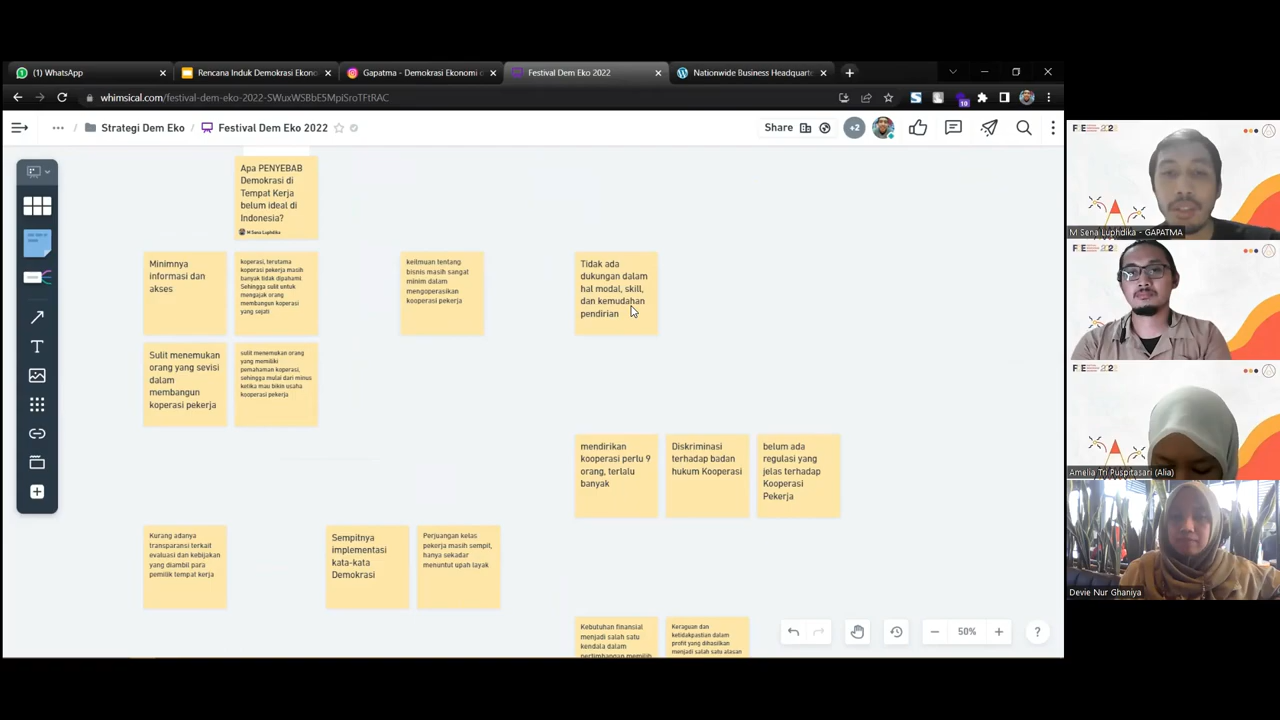 (1) WhatsApp
Rencana Induk Demokrasi Ekono
Gapatma - Demokrasi Ekonomi d
Festival Dem Eko 2022
Nationwide Business Headquarte
whimsical.com/festival-dem-eko-2022-SWuxWSBbE5MpiSroTFtRAC
10
Strategi Dem Eko / Festival Dem Eko 2022
Share
+2
Apa PENYEBAB
Demokrasi di
Tempat Kerja
belum ideal di
Indonesia?
M Sena Luphdika
Minimnya
informasi dan
akses
koperasi, terutama
koperasi pekerja masih
banyak tidak dipahami.
Sehingga sulit untuk
mengajak orang
membangun koperasi
yang sejati
keilmuan tentang
bisnis masih sangat
minim dalam
mengoperasikan
kooperasi pekerja
Tidak ada
dukungan dalam
hal modal, skill,
dan kemudahan
pendirian
Sulit menemukan
orang yang sevisi
dalam
membangun
koperasi pekerja
sulit menemukan orang
yang memiliki
pemahaman koperasi,
sehingga mulai dari minus
ketika mau bikin usaha
kooperasi pekerja
mendirikan
kooperasi perlu 9
orang, terlalu
banyak
Diskriminasi
terhadap badan
hukum Kooperasi
belum ada
regulasi yang
jelas terhadap
Kooperasi
Pekerja
Kurang adanya
transparansi terkait
evaluasi dan kebijakan
yang diambil para
pemilik tempat kerja
Sempitnya
implementasi
kata-kata
Demokrasi
Perjuangan kelas
pekerja masih sempit,
hanya sekadar
menuntut upah layak
Kebutuhan finansial
menjadi salah satu
kendala dalam
pertimbangan memilih
Keraguan dan
ketidakpastian dalam
profit yang dihasilkan
menjadi salah satu alasan
50%
?
M Sena Luphdika - GAPATMA
Amelia Tri Puspitasari (Alia)
Devie Nur Ghaniya